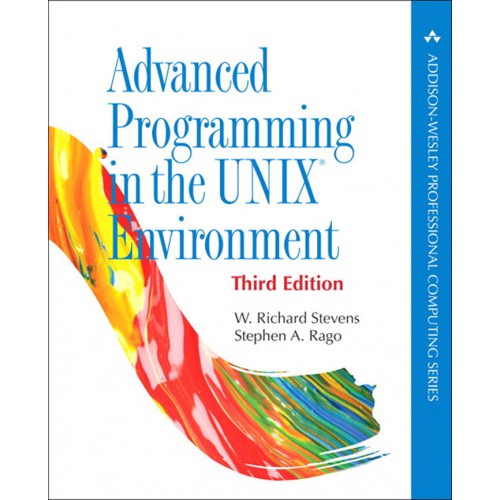 Advanced
Programming
in the UNIX®
Environment
Third Edition
W. Richard Stevens
Stephen A. Rago
ADDISON-WESLEY PROFESSIONAL COMPUTING SERIES